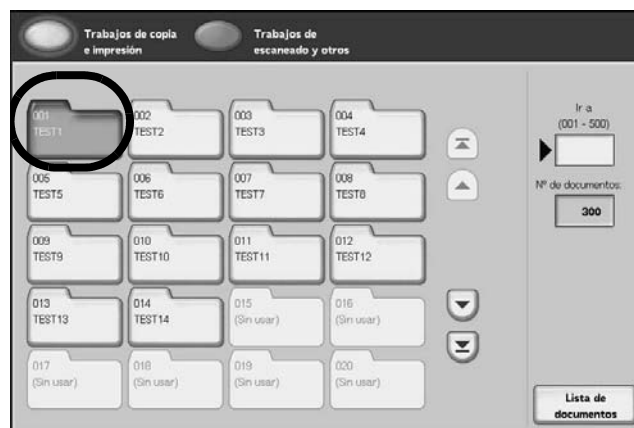 Trabajos de copia
e impresión
Trabajos de
escaneado y otros
001
TEST1
002
TEST2
003
TEST3
004
TEST4
005
TEST5
006
TEST6
007
TEST7
008
TEST8
009
TEST9
010
TEST10
011
TEST11
012
TEST12
013
TEST13
014
TEST14
015
(Sin usar)
016
(Sin usar)
017
(Sin usar)
018
(Sin usar)
019
(Sin usar)
020
(Sin usar)
Ir a
(001 - 500)
Nº de documentos:
300
Lista de
documentos